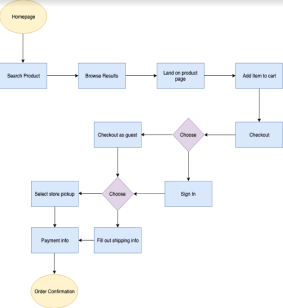 Homepage
Search Product
Browse Results
Land on product
page
Add item to cart
Checkout as guest
Choose
Checkout
Select store pickup
Choose
Sign In
Payment info
Fill out shipping info
Order Confirmation